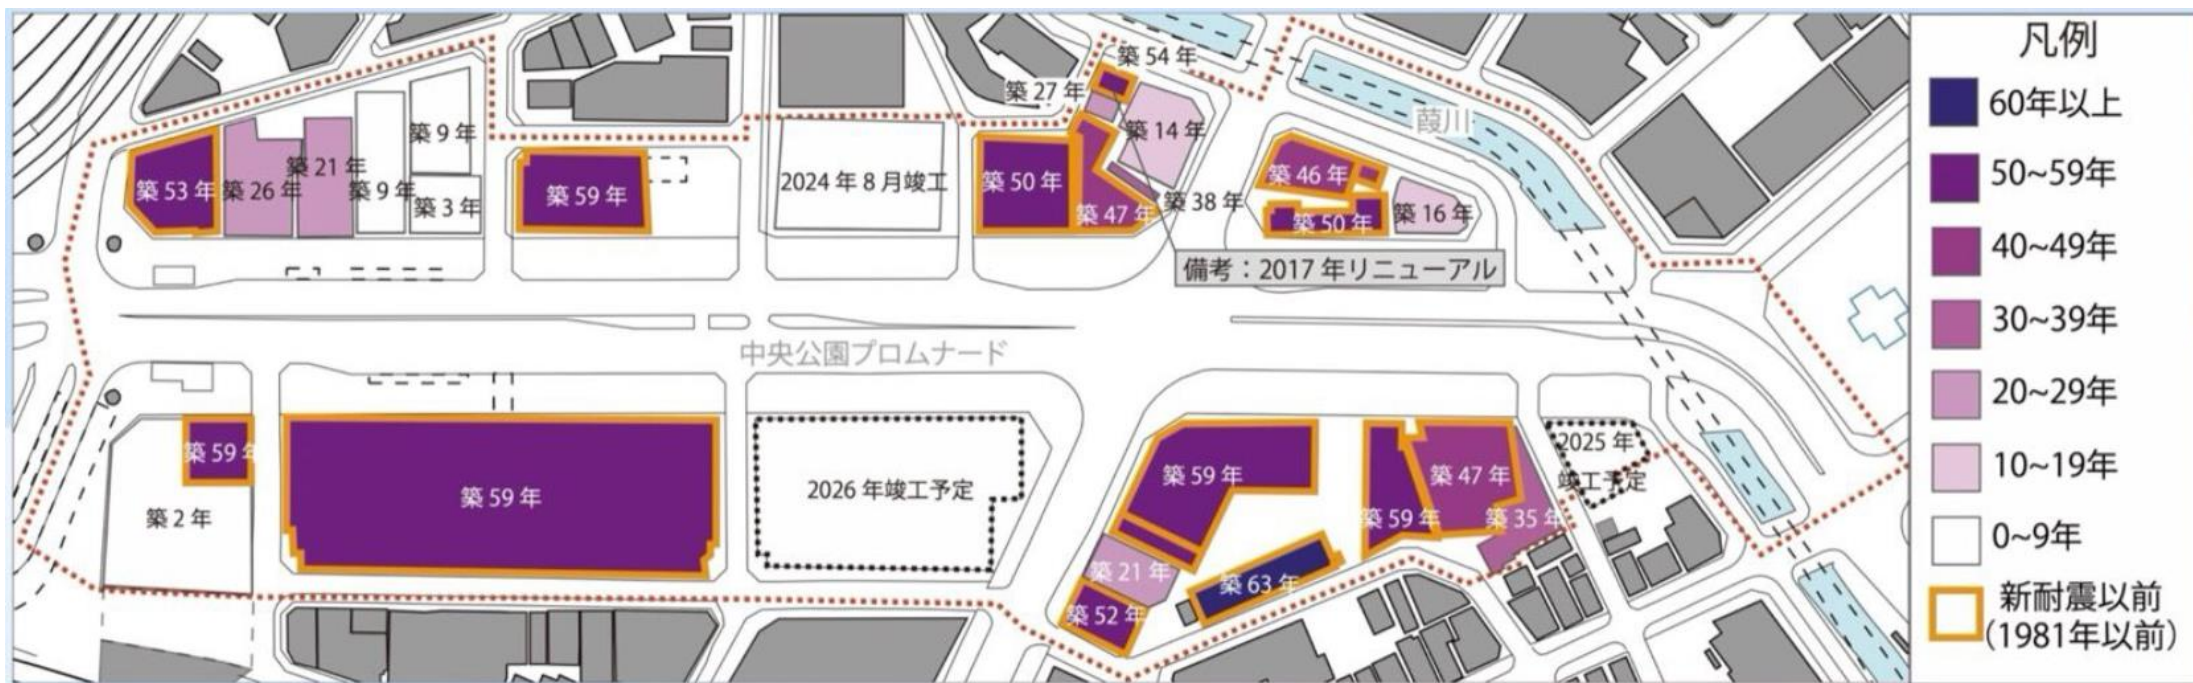 築 54 年
築 27 年
築 9 年
築 14 年
葭川
築 21 年
築 53 年
築 26 年
築 9 年
築 3 年
築 59 年
2024 年 8 月竣工
築 50 年
築 47 年
築 38 年
築 46 年
築 50 年
築 16 年
備考：2017 年リニューアル
中央公園プロムナード
築 59 年
築 2 年
築 59 年
2026 年竣工予定
築 59 年
築 21 年
築 52 年
築 63 年
築 59 年
築 47 年
築 35 年
2025 年
竣工予定
凡例
60年以上
50~59年
40~49年
30~39年
20~29年
10~19年
0~9年
新耐震以前
(1981年以前)